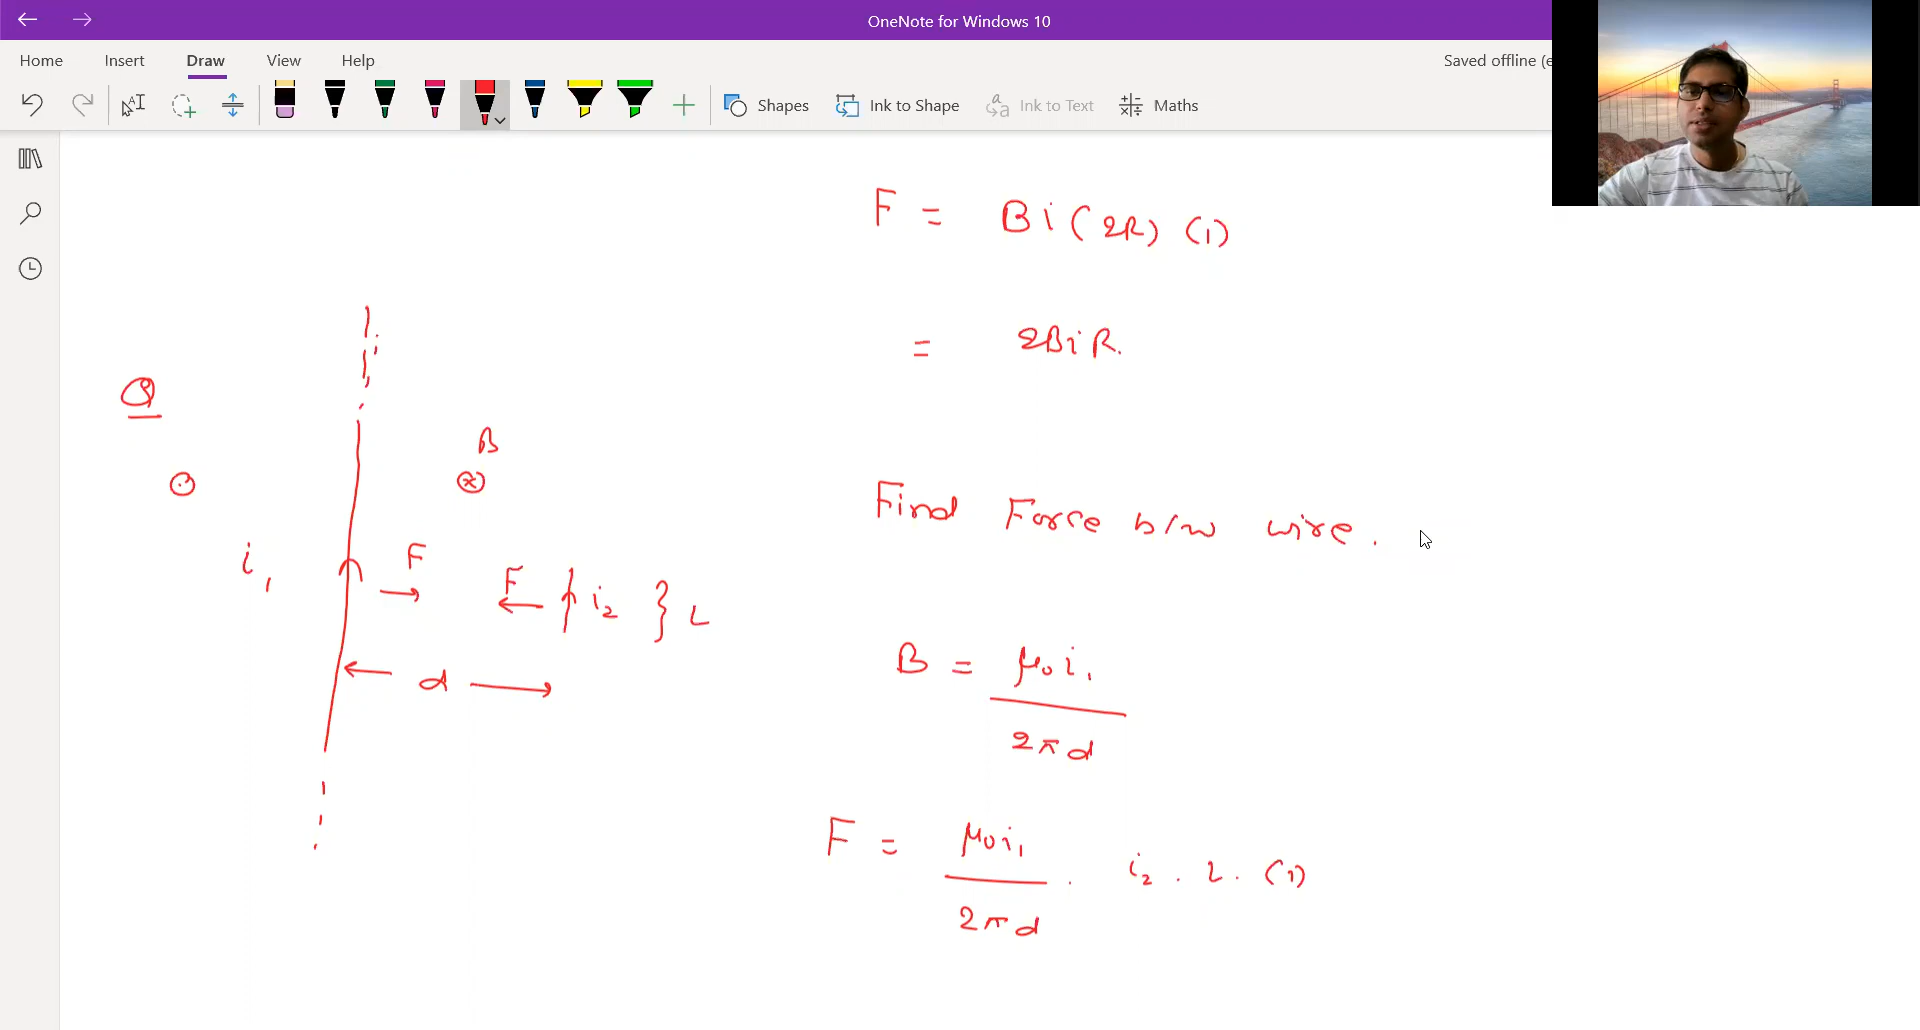 OneNote for Windows 10
Home Insert Draw View Help
Saved offline (e
Shapes Ink to Shape Ink to Text Maths
F = Bi(2R) (1)
= 2BiR.
Q
B
Find Force b/w wire.
i₁ F F i₂ } L
d
B = μ₀i₁ / 2πd
F = μ₀i₁ / 2πd . i₂ . L . (1)